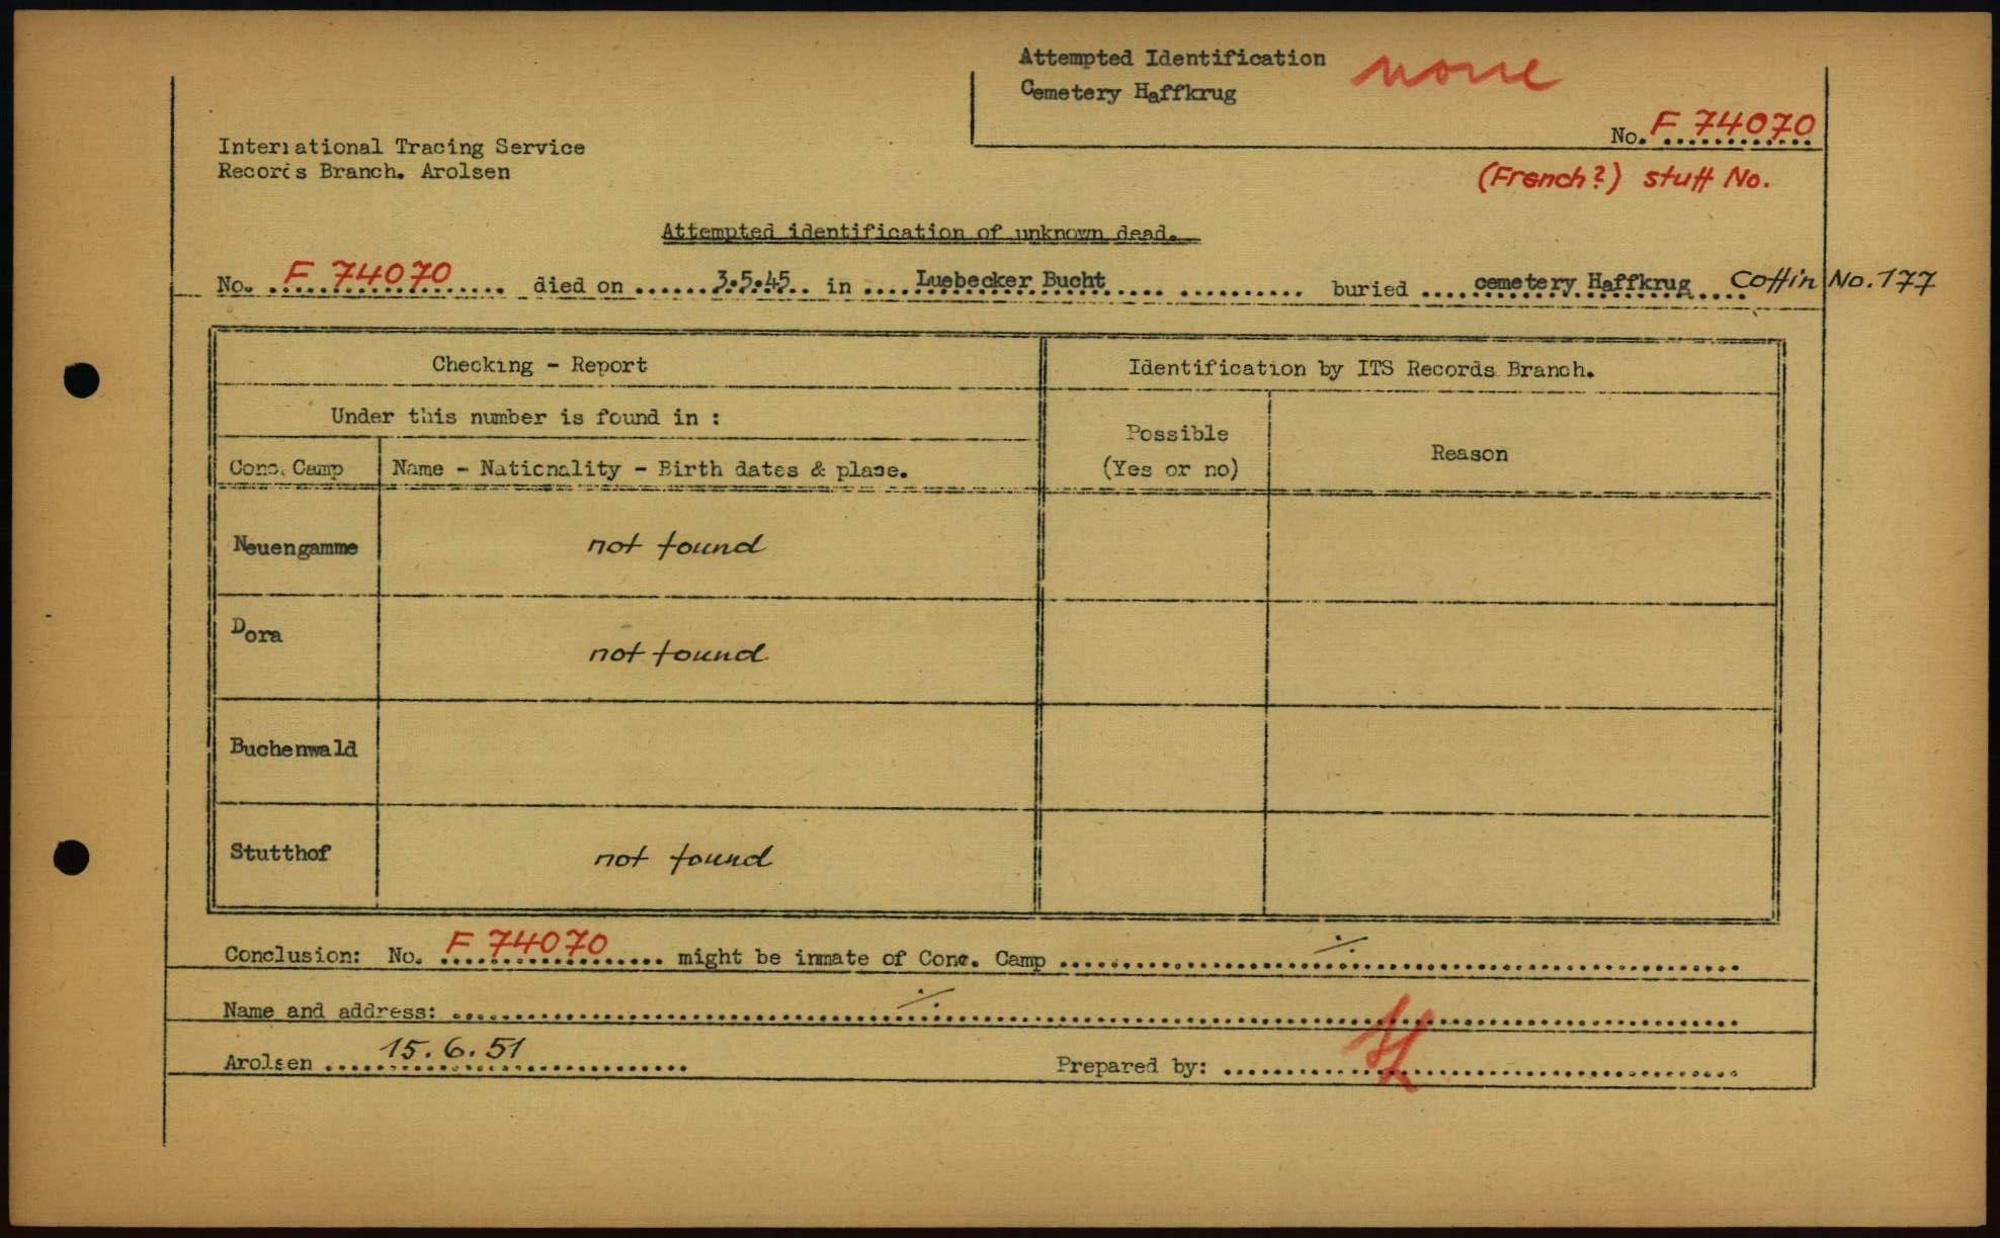 Attempted Identification
none
Cemetery Haffkrug
No. F 74070
International Tracing Service
Records Branch. Arolsen
(French?) stuff No.
Attempted identification of unknown dead.
No. F 74070 died on 3.5.45 in Luebecker Bucht buried cemetery Haffkrug Coffin No. 177
Checking - Report
Identification by ITS Records Branch.
Under this number is found in :
Possible
(Yes or no)
Reason
Conc. Camp
Name - Nationality - Birth dates & place.
Neuengamme
not found
Dora
not found
Buchenwald
Stutthof
not found
Conclusion: No. F 74070 might be inmate of Conc. Camp ./.
Name and address: ./.
Arolsen 15.6.51
Prepared by: